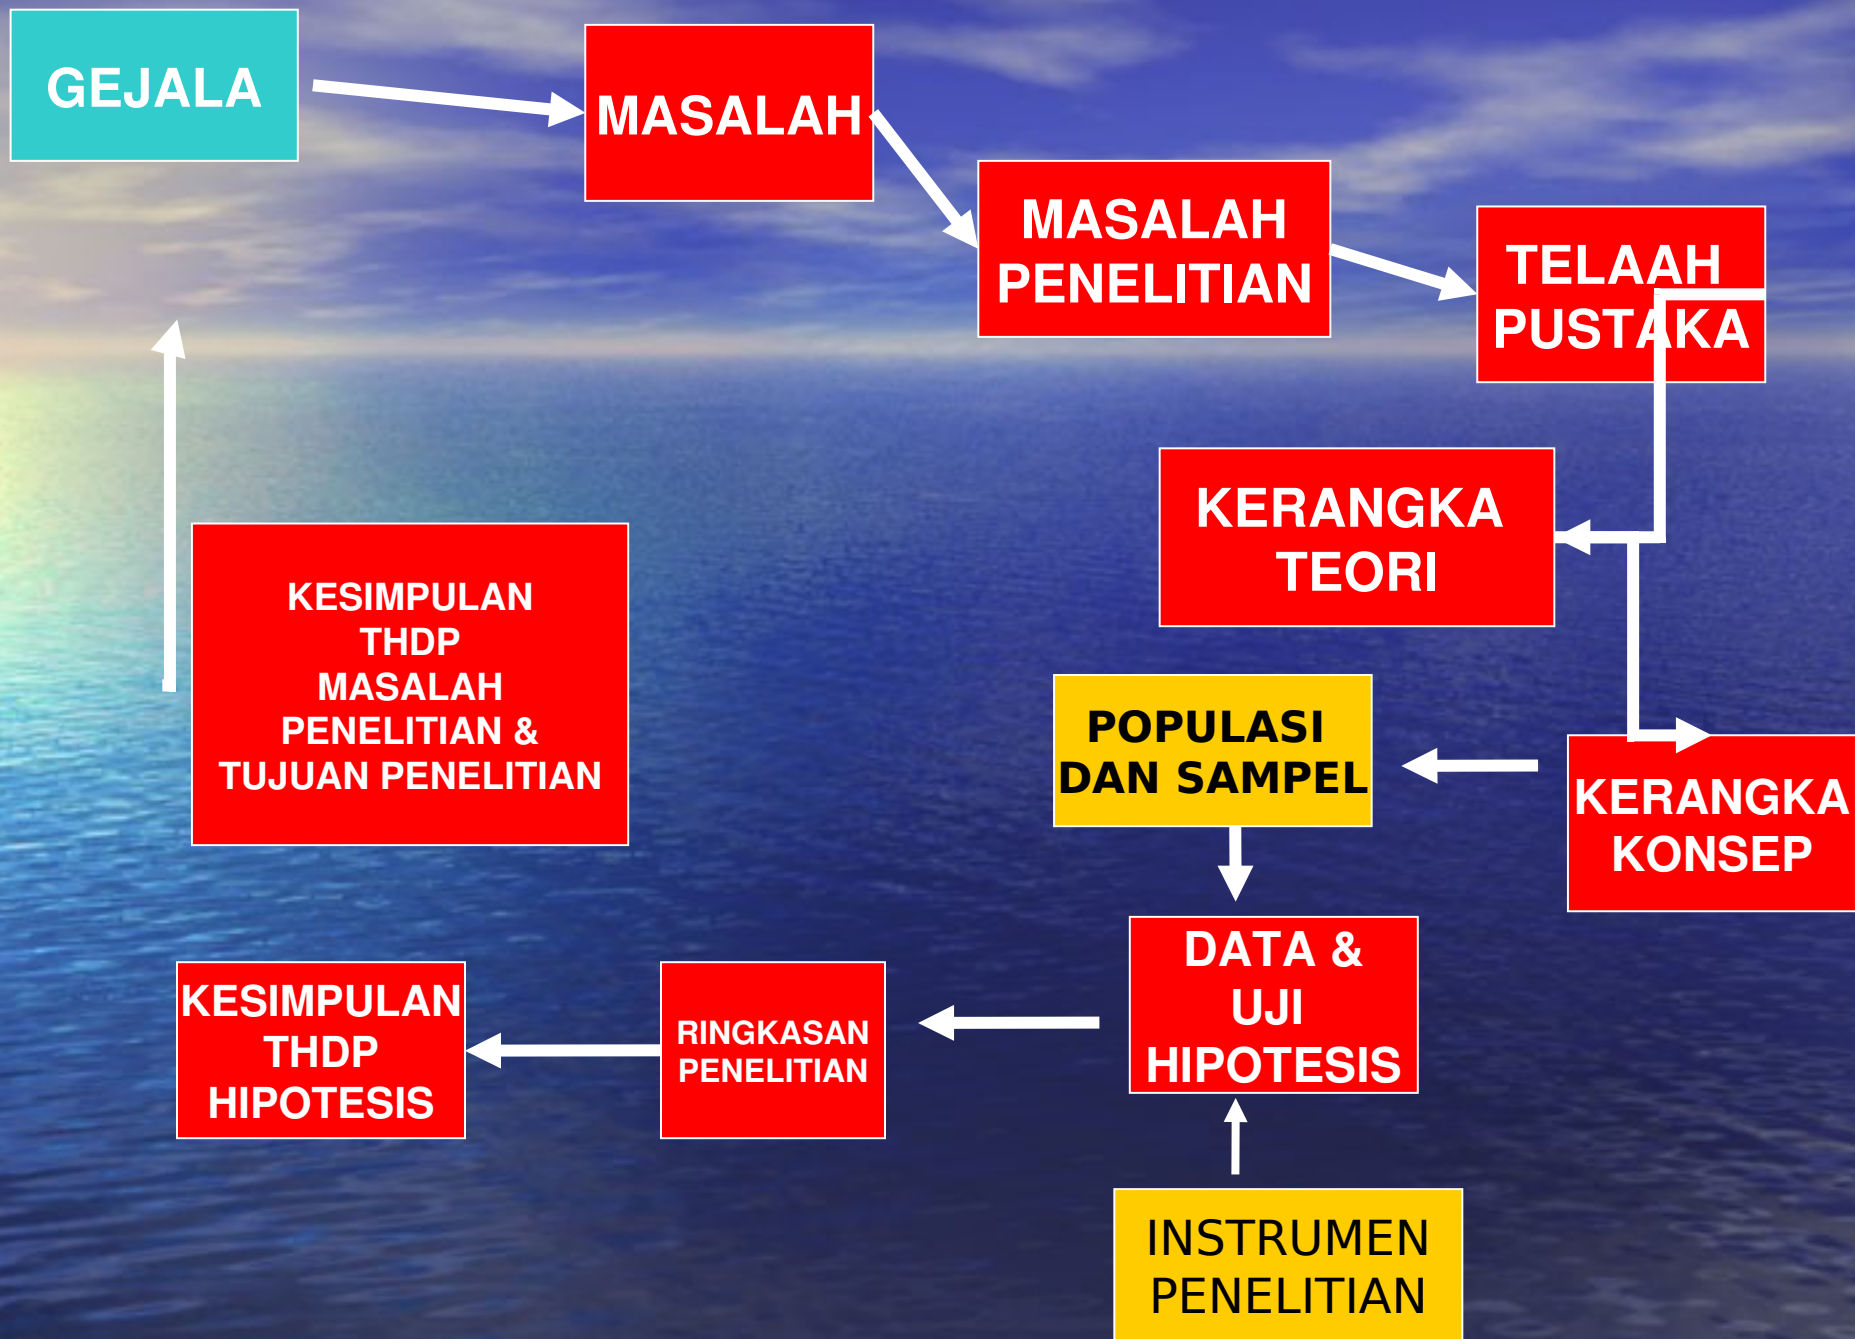 GEJALA
MASALAH
MASALAH
PENELITIAN
TELAAH
PUSTAKA
KERANGKA
TEORI
KERANGKA
KONSEP
POPULASI
DAN SAMPEL
DATA &
UJI
HIPOTESIS
INSTRUMEN
PENELITIAN
RINGKASAN
PENELITIAN
KESIMPULAN
THDP
HIPOTESIS
KESIMPULAN
THDP
MASALAH
PENELITIAN &
TUJUAN PENELITIAN